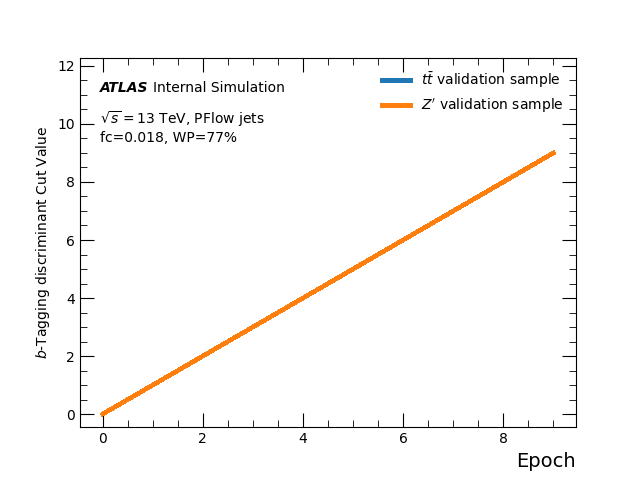 ATLAS Internal Simulation
√s = 13 TeV, PFlow jets
fc=0.018, WP=77%
tt̄ validation sample
Z′ validation sample
b-Tagging discriminant Cut Value
12
10
8
6
4
2
0
0 2 4 6 8
Epoch